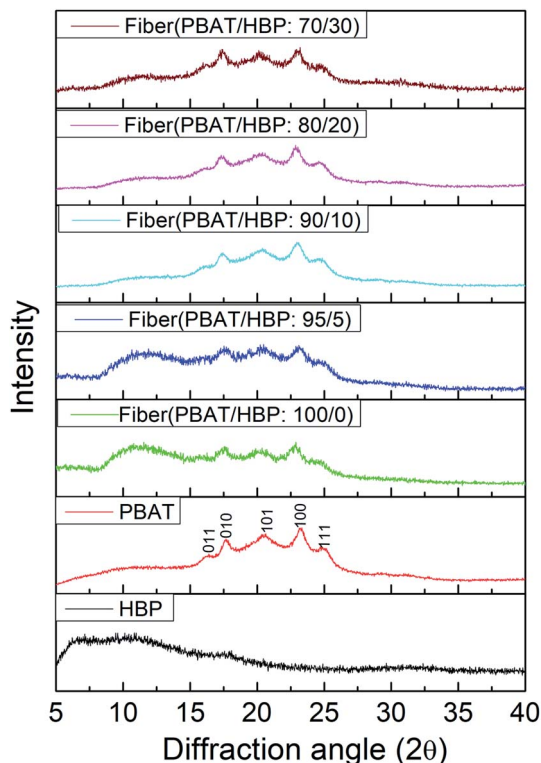 Fiber(PBAT/HBP: 70/30)
Fiber(PBAT/HBP: 80/20)
Fiber(PBAT/HBP: 90/10)
Fiber(PBAT/HBP: 95/5)
Fiber(PBAT/HBP: 100/0)
PBAT
011
010
101
100
111
HBP
Intensity
5 10 15 20 25 30 35 40
Diffraction angle (2θ)